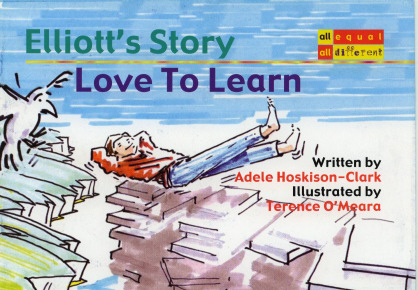 Elliott's Story
all equal
all different
Love To Learn
Written by
Adele Hoskison-Clark
Illustrated by
Terence O'Meara